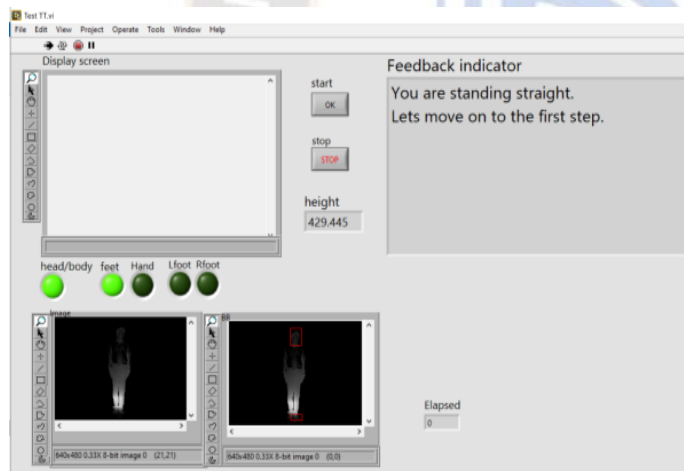 Test TT.vi
File Edit View Project Operate Tools Window Help
Display screen
start
OK
stop
STOP
height
429.445
Feedback indicator
You are standing straight.
Lets move on to the first step.
head/body feet Hand Lfoot Rfoot
Image
BR
640x480 0.33X 8-bit image 0 (21,21)
640x480 0.33X 8-bit image 0 (0,0)
Elapsed
0